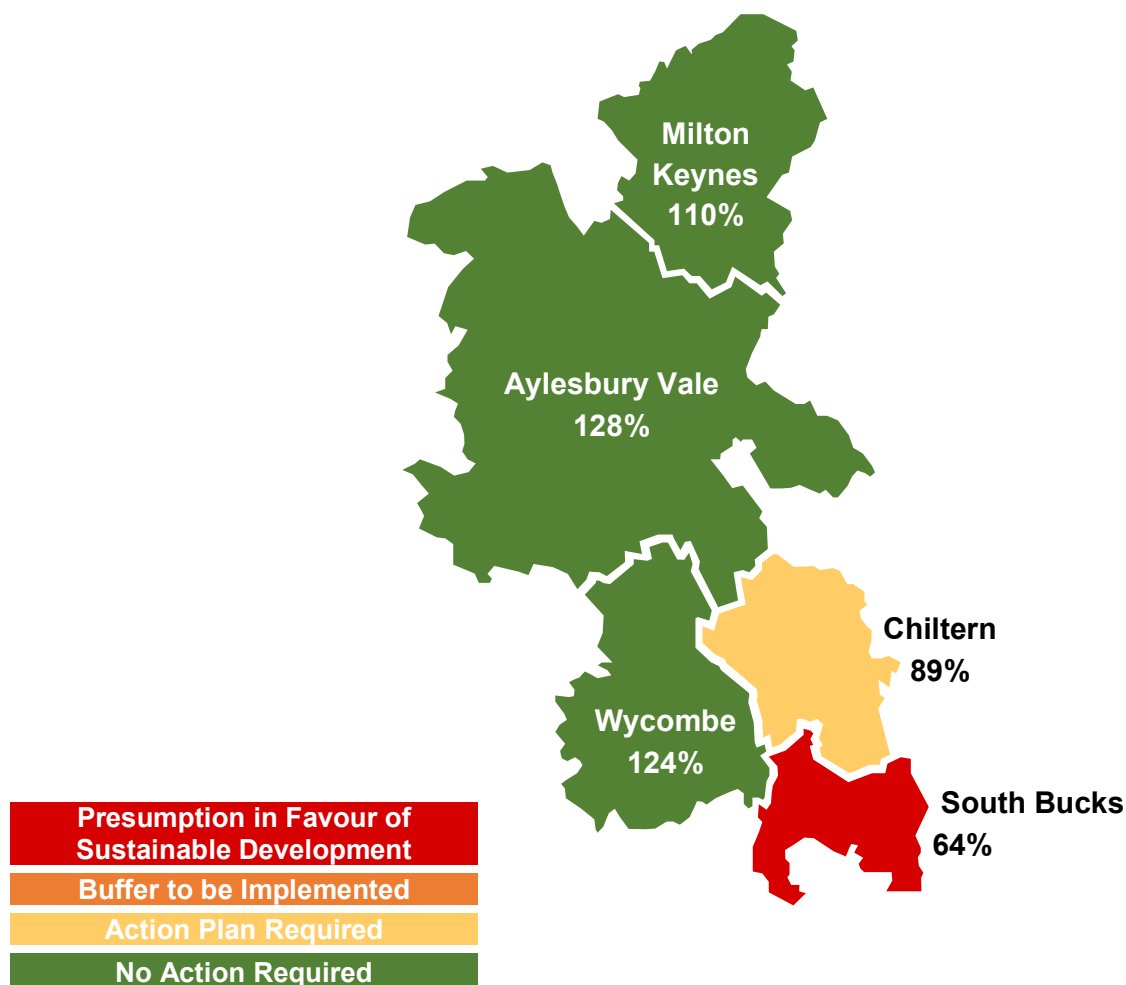 Milton
Keynes
110%
Aylesbury Vale
128%
Chiltern
89%
Wycombe
124%
South Bucks
64%
Presumption in Favour of
Sustainable Development
Buffer to be Implemented
Action Plan Required
No Action Required